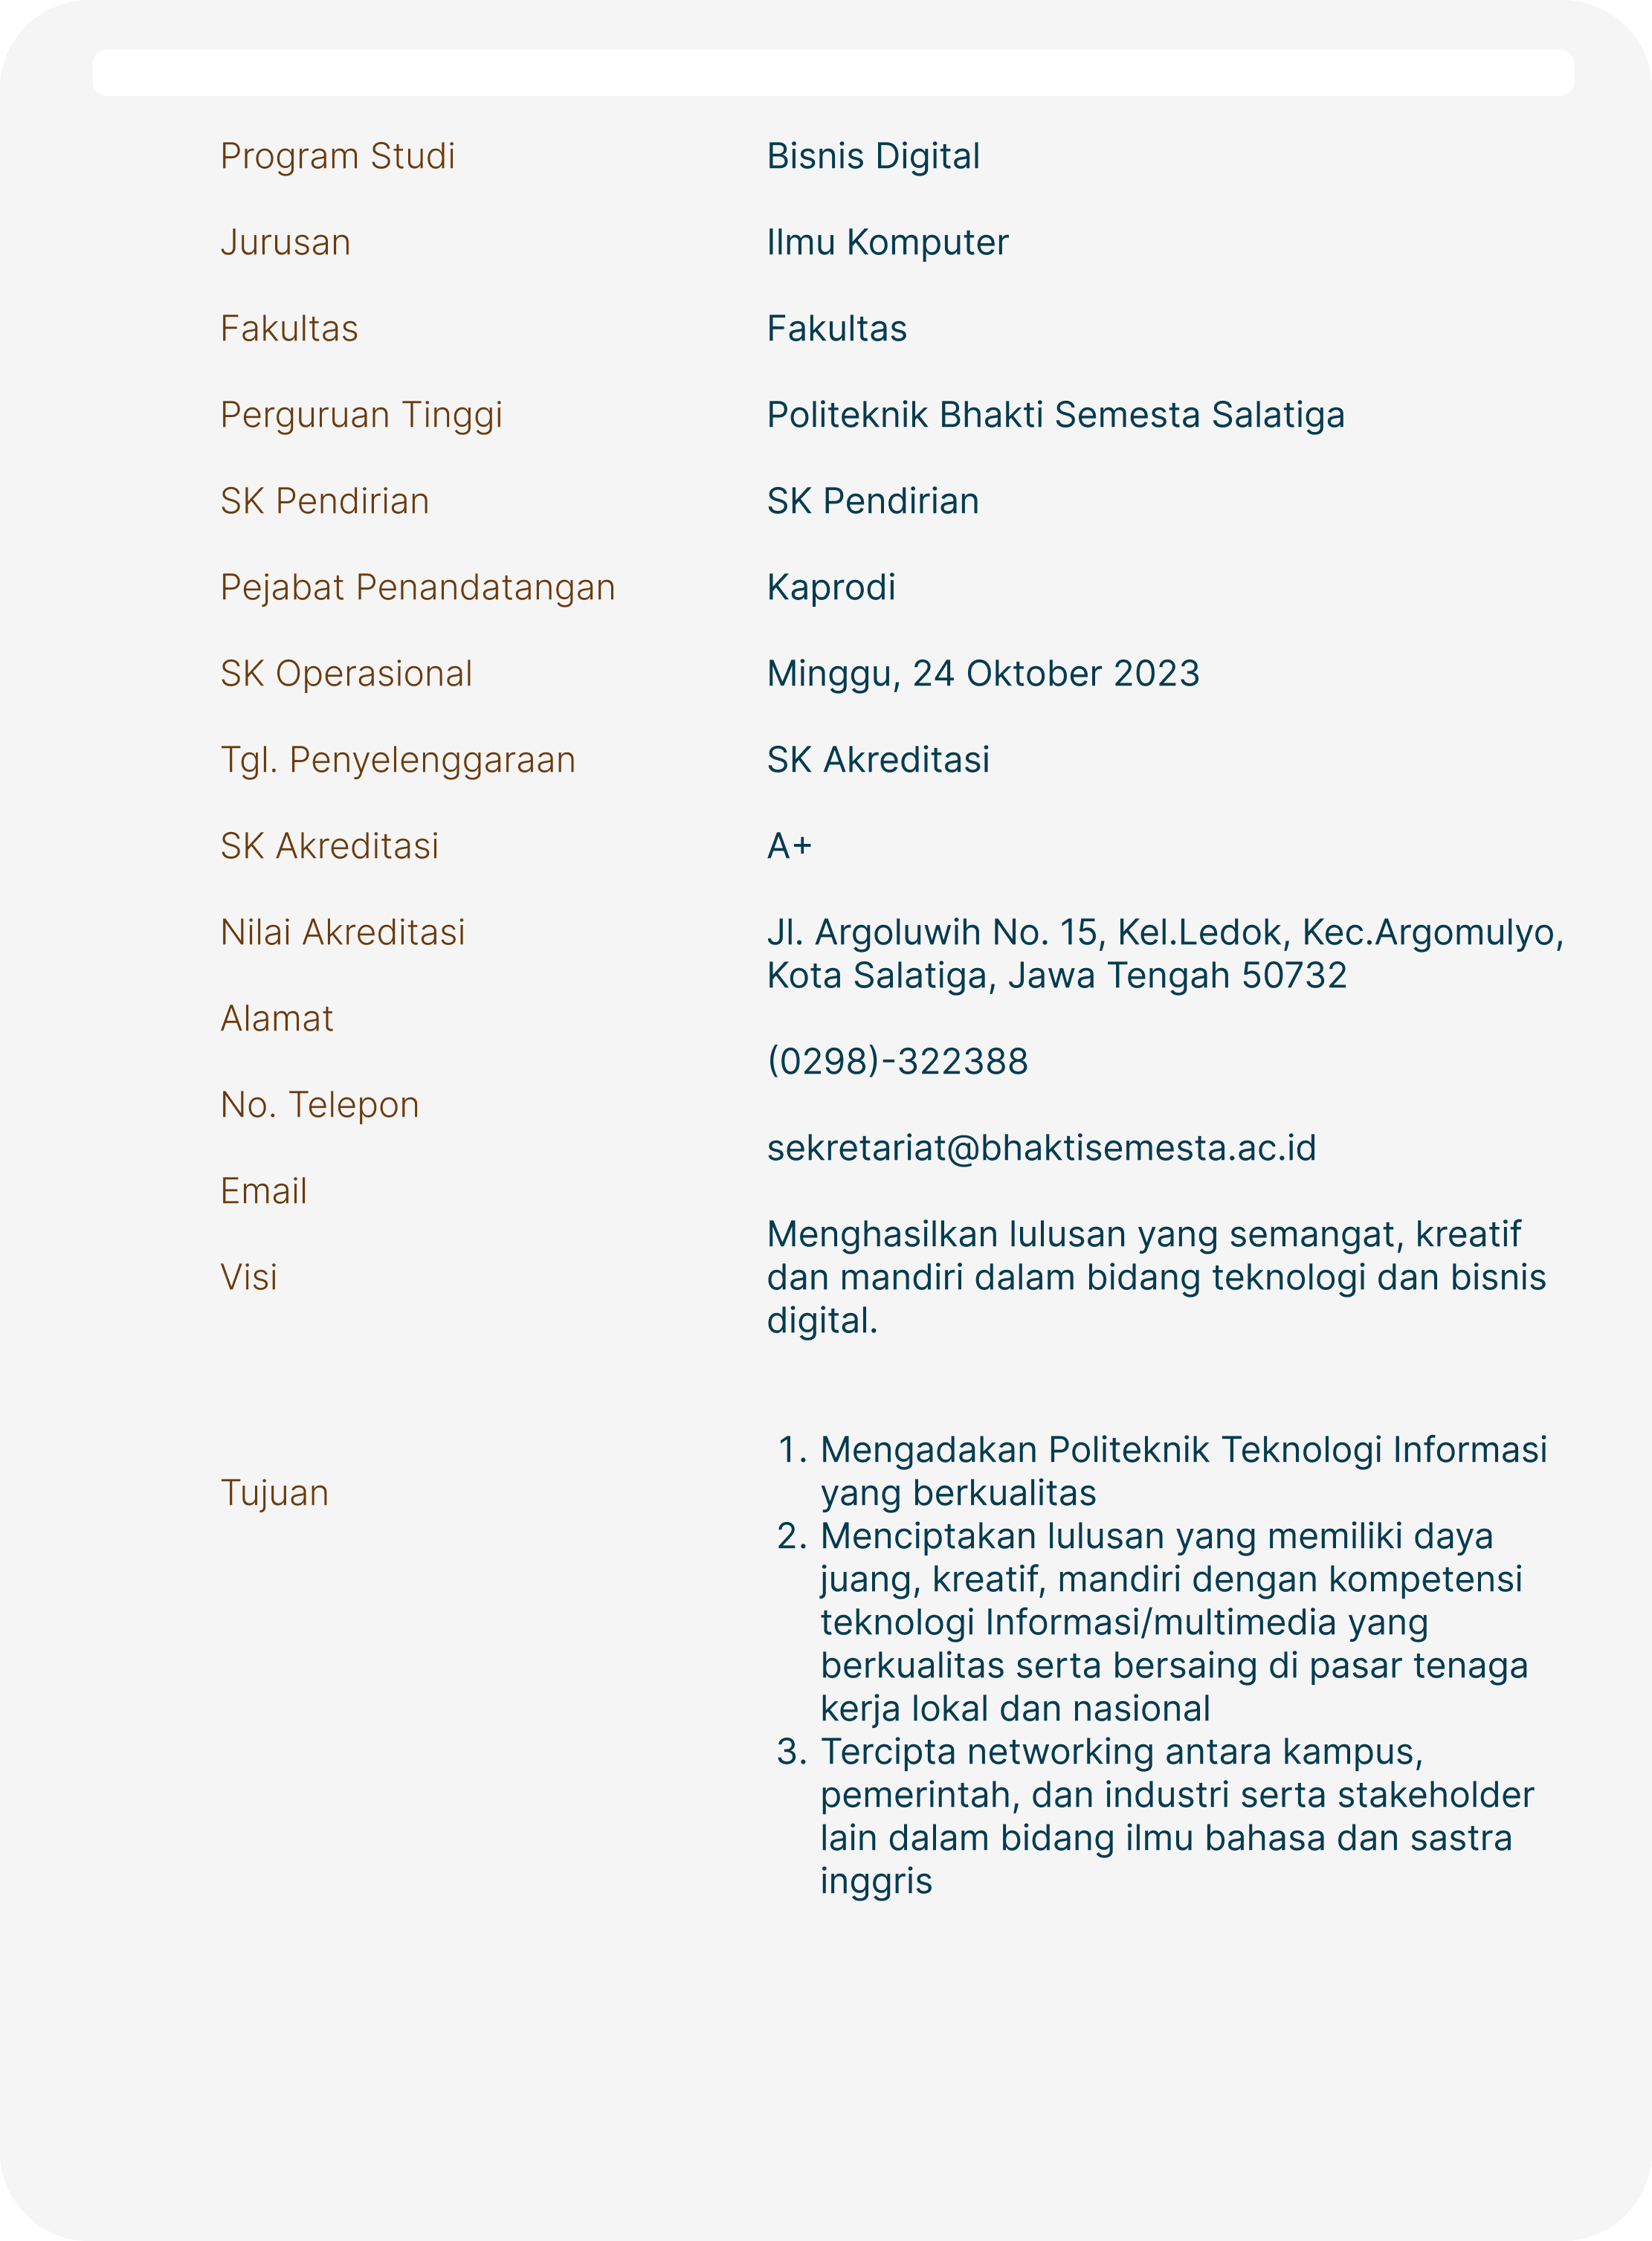 Program Studi Bisnis Digital
Jurusan Ilmu Komputer
Fakultas Fakultas
Perguruan Tinggi Politeknik Bhakti Semesta Salatiga
SK Pendirian SK Pendirian
Pejabat Penandatangan Kaprodi
SK Operasional Minggu, 24 Oktober 2023
Tgl. Penyelenggaraan SK Akreditasi
SK Akreditasi A+
Nilai Akreditasi Jl. Argoluwih No. 15, Kel.Ledok, Kec.Argomulyo,
Kota Salatiga, Jawa Tengah 50732
Alamat
(0298)-322388
No. Telepon
sekretariat@bhaktisemesta.ac.id
Email
Menghasilkan lulusan yang semangat, kreatif
Visi dan mandiri dalam bidang teknologi dan bisnis
digital.
1. Mengadakan Politeknik Teknologi Informasi
Tujuan yang berkualitas
2. Menciptakan lulusan yang memiliki daya
juang, kreatif, mandiri dengan kompetensi
teknologi Informasi/multimedia yang
berkualitas serta bersaing di pasar tenaga
kerja lokal dan nasional
3. Tercipta networking antara kampus,
pemerintah, dan industri serta stakeholder
lain dalam bidang ilmu bahasa dan sastra
inggris